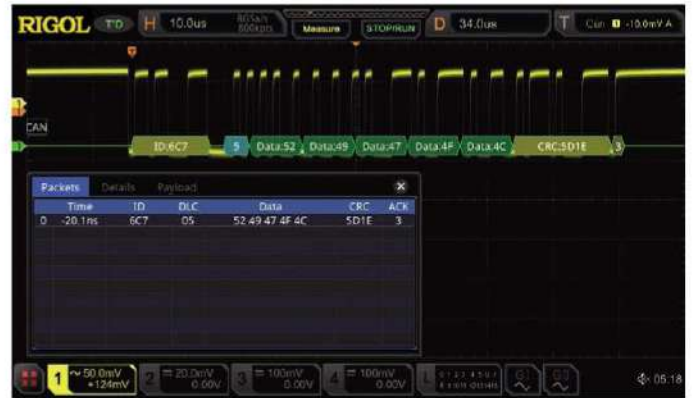 RIGOL T'D H 10.0us Measure STOP/RUN D 34.0us T -10.0mV A
CAN
ID:6C7 5 Data:52 Data:49 Data:47 Data:4F Data:4C CRC:5D1E 3
Packets Details Payload
Time ID DLC Data CRC ACK
0 -20.1ns 6C7 05 52 49 47 4F 4C 5D1E 3
1 50.0mV 2 20.0mV 3 100mV 4 100mV L
+124mV 0.00V 0.00V 0.00V
05:18